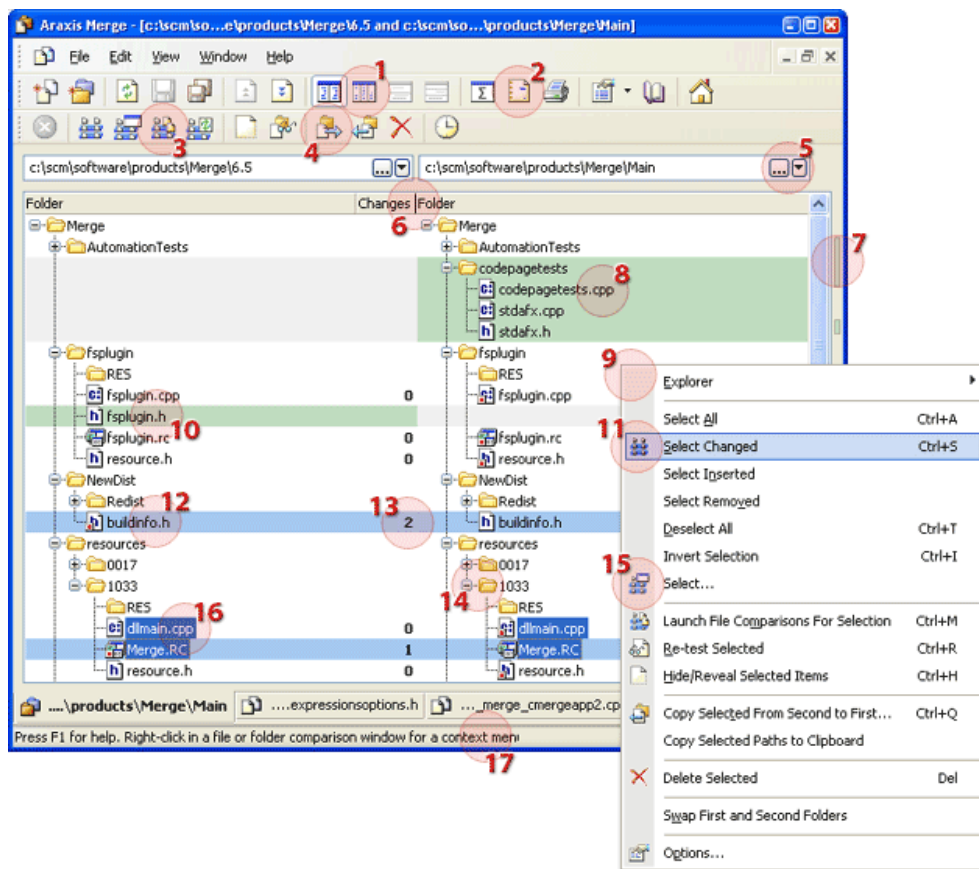 Araxis Merge - [c:\scm\so...e\products\Merge\6.5 and c:\scm\so...\products\Merge\Main]
File Edit View Window Help
1
2
3
4
5
c:\scm\software\products\Merge\6.5 ... c:\scm\software\products\Merge\Main ...
Folder Changes Folder
6
7
Merge Merge
AutomationTests AutomationTests
codepagetests
8
codepagetests.cpp
stdafx.cpp
stdafx.h
fsplugin fsplugin
9
RES RES
fsplugin.cpp 0 fsplugin.cpp
fsplugin.h
10
fsplugin.rc 0 fsplugin.rc
resource.h 0 resource.h
NewDist NewDist
12
Redist Redist
13
buildinfo.h 2 buildinfo.h
resources resources
0017 0017
14
1033 1033
RES RES
16
dllmain.cpp 0 dllmain.cpp
Merge.RC 1 Merge.RC
resource.h 0 resource.h
....\products\Merge\Main ....expressionsoptions.h ..._merge_cmergeapp2.cp
Press F1 for help. Right-click in a file or folder comparison window for a context menu
17
Explorer
Select All Ctrl+A
11
Select Changed Ctrl+S
Select Inserted
Select Removed
Deselect All Ctrl+T
Invert Selection Ctrl+I
15
Select...
Launch File Comparisons For Selection Ctrl+M
Re-test Selected Ctrl+R
Hide/Reveal Selected Items Ctrl+H
Copy Selected From Second to First... Ctrl+Q
Copy Selected Paths to Clipboard
Delete Selected Del
Swap First and Second Folders
Options...